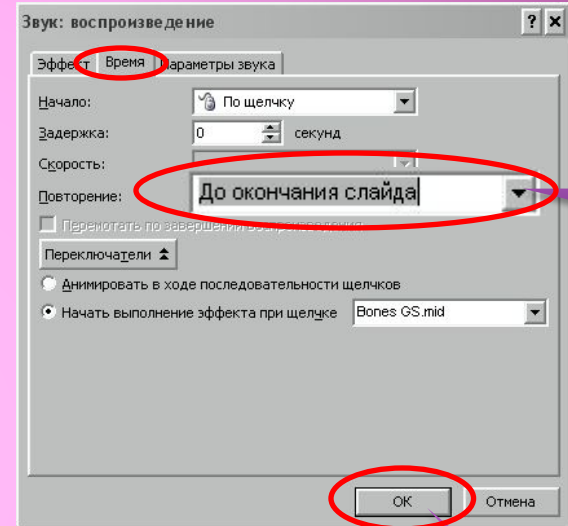 Звук: воспроизведение
Эффект Время Параметры звука
Начало: По щелчку
Задержка: 0 секунд
Скорость:
Повторение: До окончания слайда
Перемотать по завершении воспроизведения
Переключатели
Анимировать в ходе последовательности щелчков
Начать выполнение эффекта при щелчке Bones GS.mid
ОК Отмена